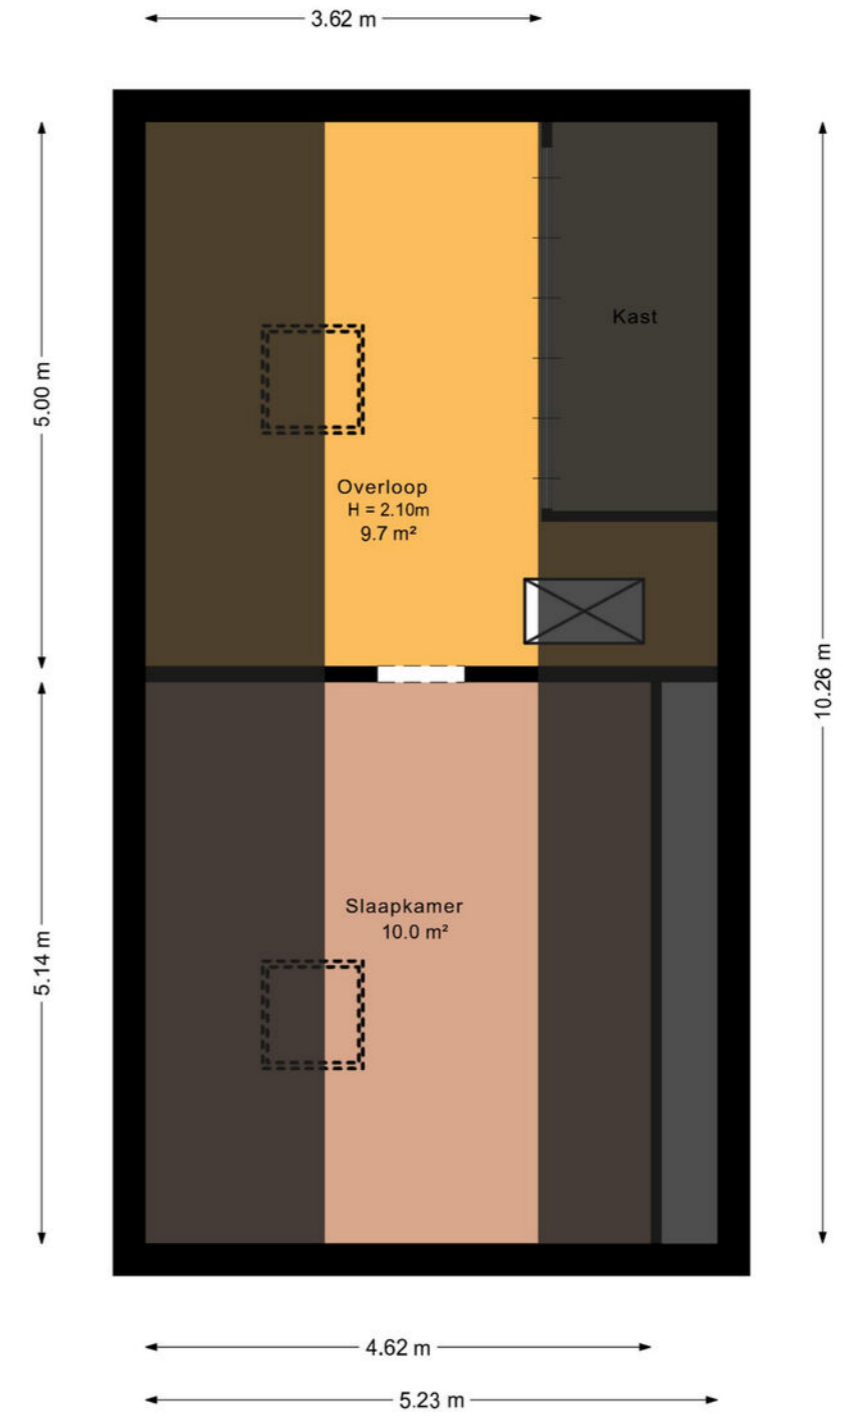 3.62 m
Kast
5.00 m
Overloop
H = 2.10m
9.7 m²
10.26 m
Slaapkamer
10.0 m²
5.14 m
4.62 m
5.23 m